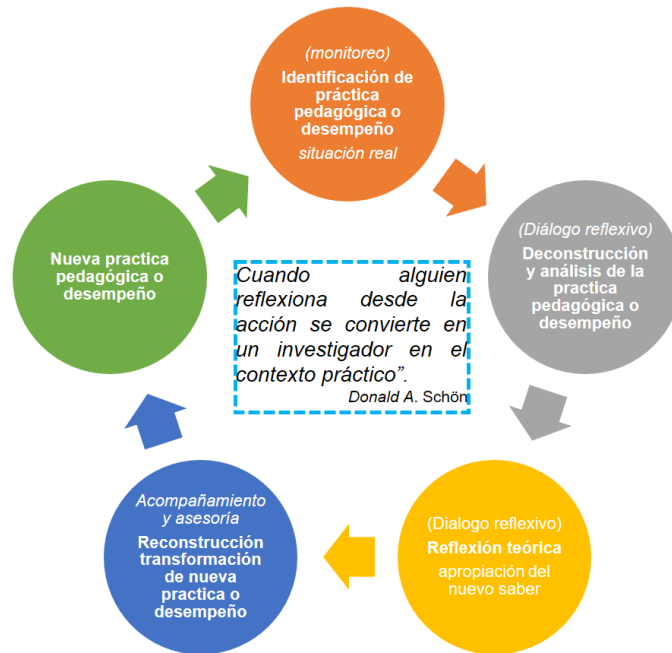 (monitoreo)
Identificación de
práctica
pedagógica o
desempeño
situación real
(Diálogo reflexivo)
Deconstrucción
y análisis de la
practica
pedagógica o
desempeño
(Dialogo reflexivo)
Reflexión teórica
apropiación del
nuevo saber
Acompañamiento
y asesoría
Reconstrucción
transformación
de nueva
practica o
desempeño
Nueva practica
pedagógica o
desempeño
Cuando alguien
reflexiona desde la
acción se convierte en
un investigador en el
contexto práctico”.
Donald A. Schön